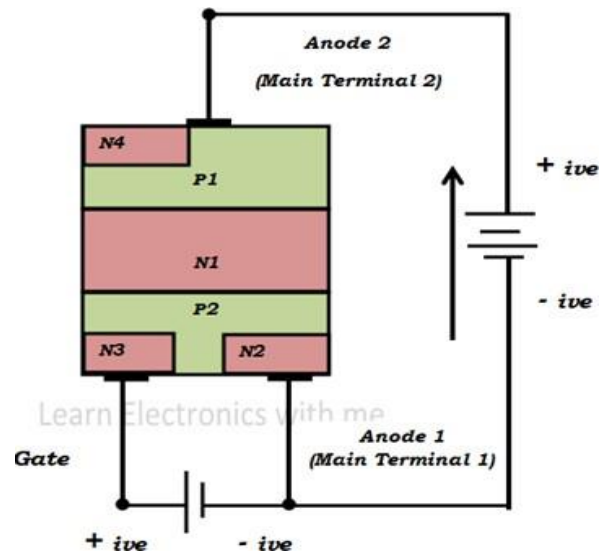 Anode 2
(Main Terminal 2)
N4
P1
+ ive
N1
- ive
P2
N3
N2
Learn Electronics with me
Anode 1
(Main Terminal 1)
Gate
+ ive
- ive